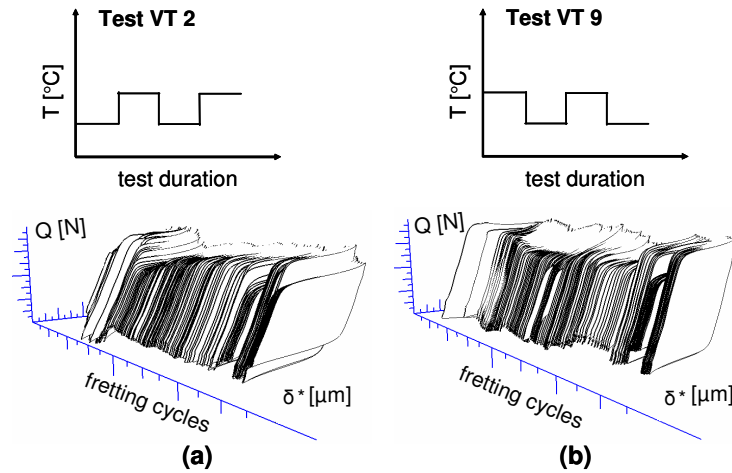 Test VT 2
T [°C]
test duration
Q [N]
fretting cycles
δ* [µm]
(a)
Test VT 9
T [°C]
test duration
Q [N]
fretting cycles
δ* [µm]
(b)